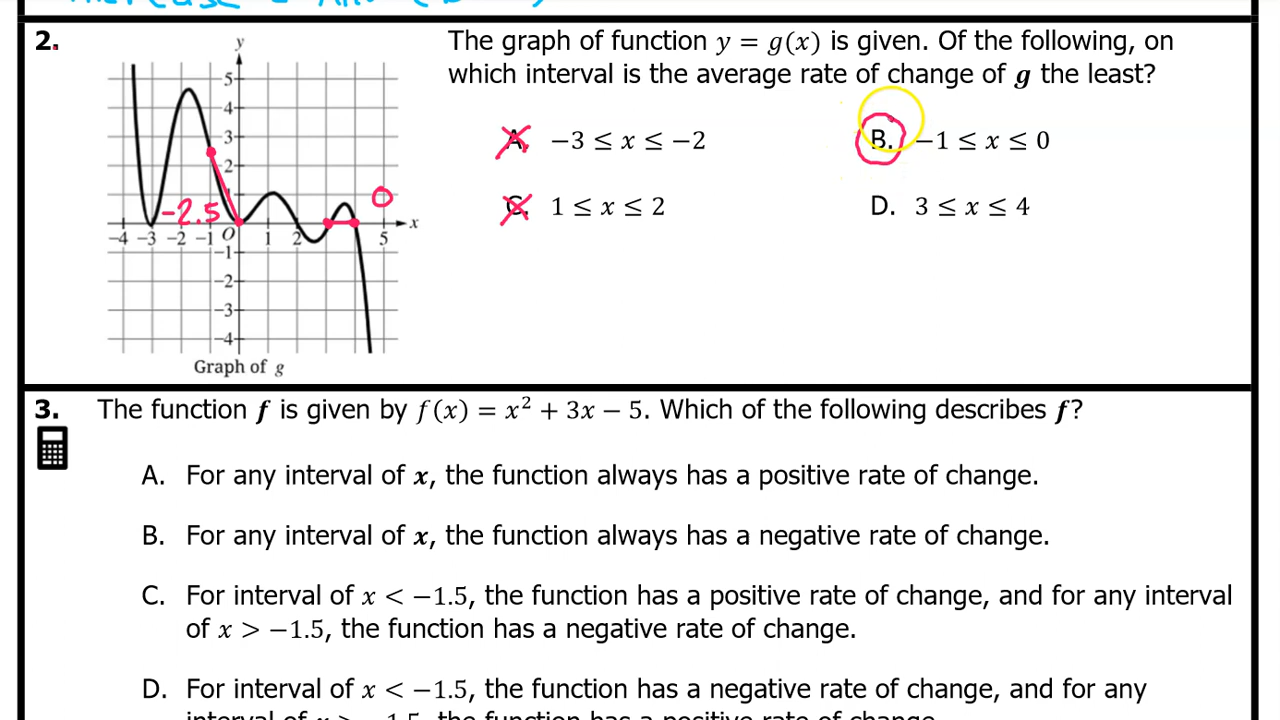 2.
The graph of function y = g(x) is given. Of the following, on
which interval is the average rate of change of g the least?
A. −3 ≤ x ≤ −2
B. −1 ≤ x ≤ 0
C. 1 ≤ x ≤ 2
D. 3 ≤ x ≤ 4
y
5
4
3
2
1
-2.5
0
x
−4 −3 −2 −1 O 1 2 5
−1
−2
−3
−4
Graph of g
3. The function f is given by f(x) = x² + 3x − 5. Which of the following describes f?
A. For any interval of x, the function always has a positive rate of change.
B. For any interval of x, the function always has a negative rate of change.
C. For interval of x < −1.5, the function has a positive rate of change, and for any interval
of x > −1.5, the function has a negative rate of change.
D. For interval of x < −1.5, the function has a negative rate of change, and for any